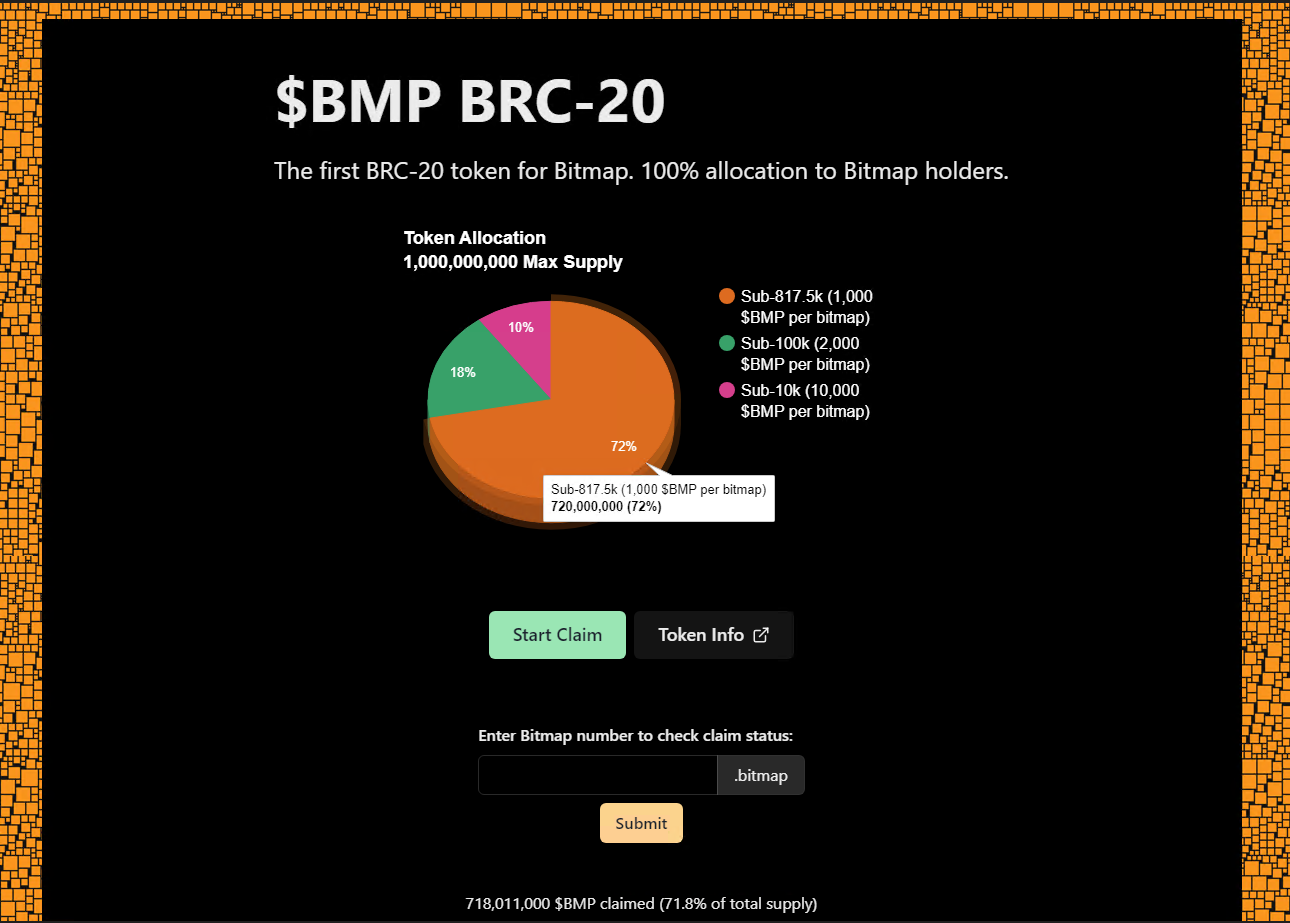 $BMP BRC-20
The first BRC-20 token for Bitmap. 100% allocation to Bitmap holders.
Token Allocation
1,000,000,000 Max Supply
Sub-817.5k (1,000
$BMP per bitmap)
Sub-100k (2,000
$BMP per bitmap)
Sub-10k (10,000
$BMP per bitmap)
10%
18%
72%
Sub-817.5k (1,000 $BMP per bitmap)
720,000,000 (72%)
Start Claim
Token Info
Enter Bitmap number to check claim status:
.bitmap
Submit
718,011,000 $BMP claimed (71.8% of total supply)